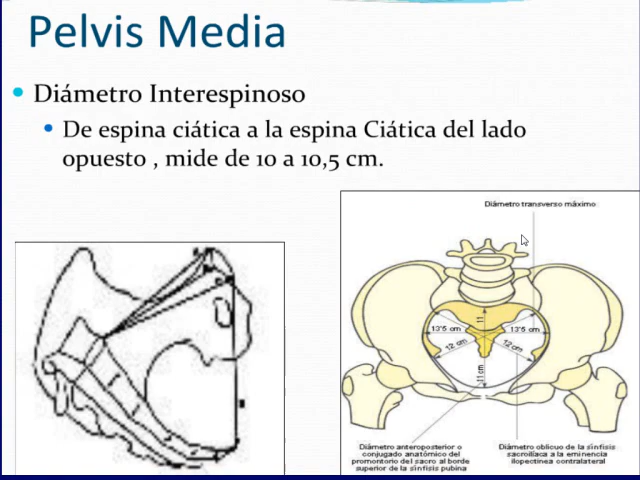 Pelvis Media
Diámetro Interespinoso
De espina ciática a la espina Ciática del lado
opuesto , mide de 10 a 10,5 cm.
Diámetro transverso máximo
11
13'5 cm
13'5 cm
12 cm
12 cm
11 cm
Diámetro anteroposterior o
conjugado anatómico del
promontorio del sacro al borde
superior de la sínfisis pubina
Diámetro oblicuo de la sínfisis
sacroilíaca a la eminencia
ilopectínea contralateral